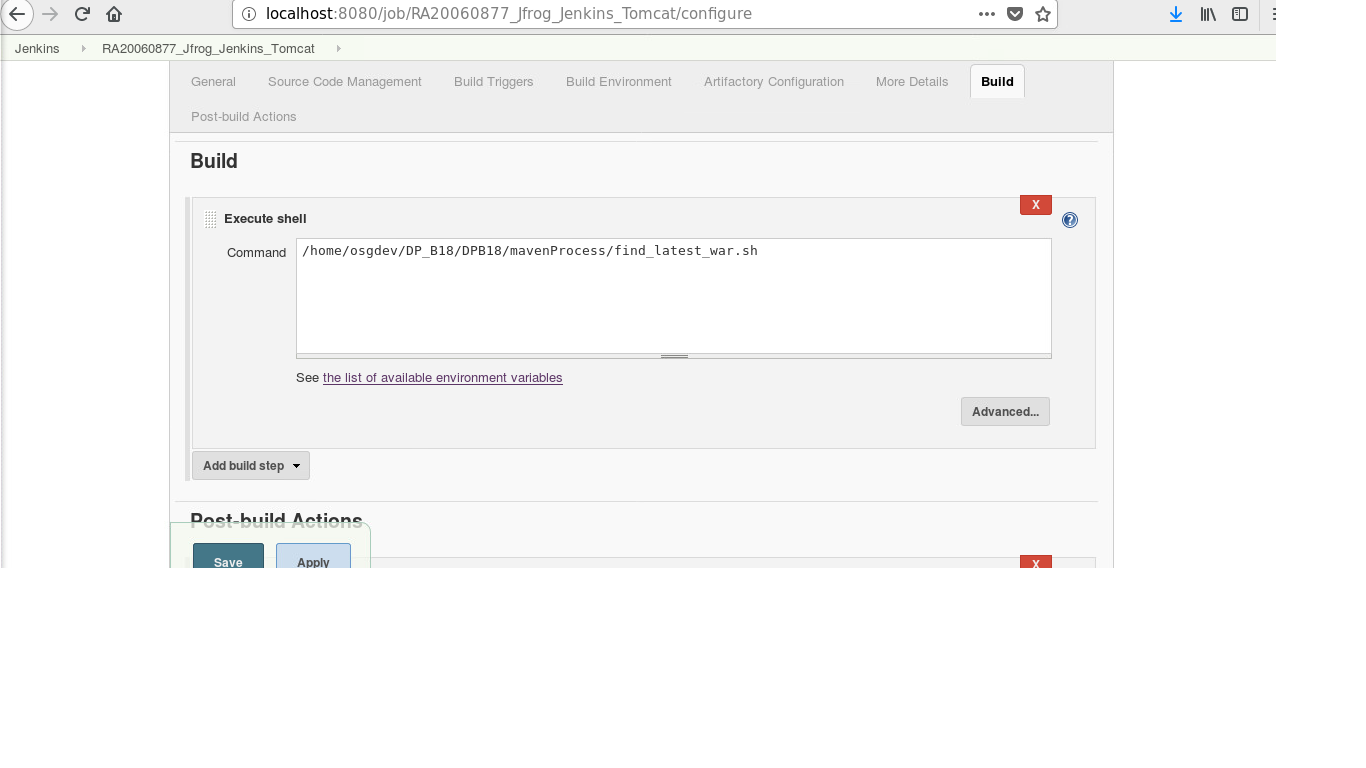 localhost:8080/job/RA20060877_Jfrog_Jenkins_Tomcat/configure
Jenkins RA20060877_Jfrog_Jenkins_Tomcat
General Source Code Management Build Triggers Build Environment Artifactory Configuration More Details Build
Post-build Actions
Build
X
Execute shell
Command /home/osgdev/DP_B18/DPB18/mavenProcess/find_latest_war.sh
See the list of available environment variables
Advanced...
Add build step
Post-build Actions
Save Apply X